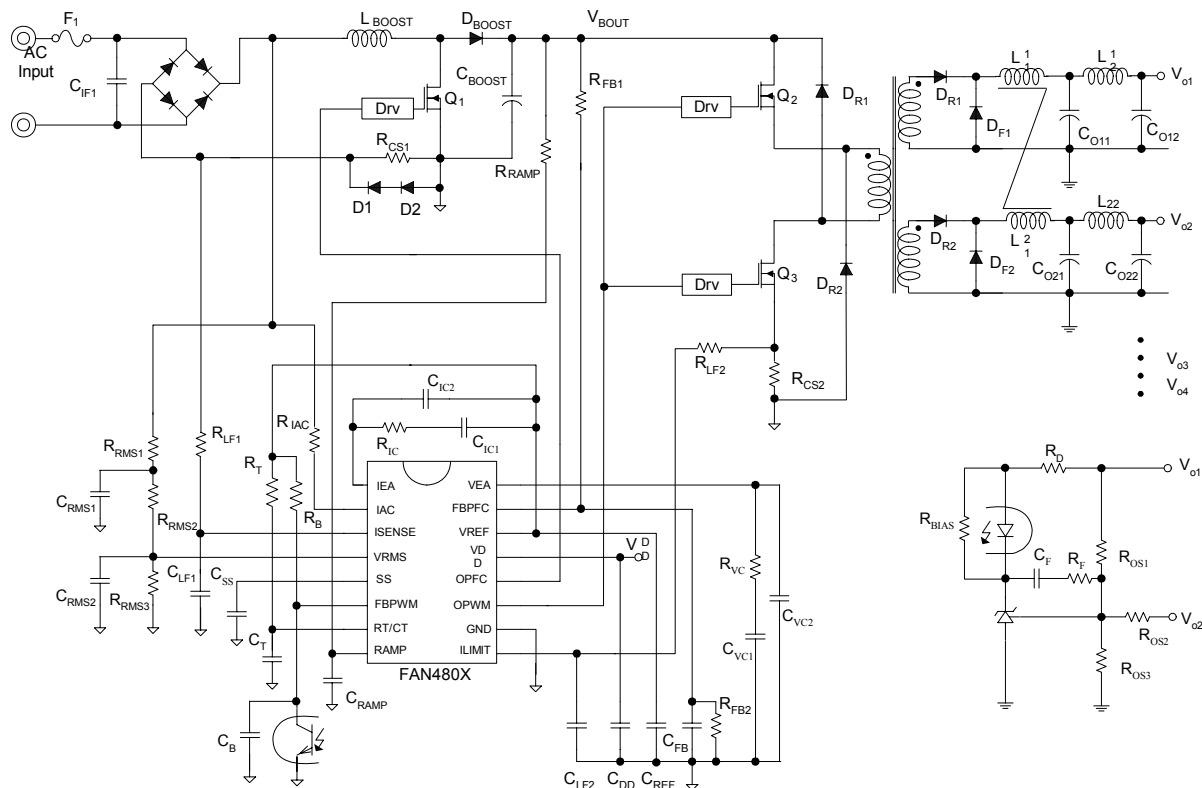 F1
AC
Input
CIF1
LBOOST
DBOOST
VBOUT
CBOOST
Q1
Drv
RCS1
D1
D2
RRAMP
RFB1
Drv
Q2
DR1
Drv
Q3
DR2
RLF2
RCS2
DR1
DF1
L11
L12
Vo1
CO11
CO12
DR2
DF2
L21
L22
Vo2
CO21
CO22
Vo3
Vo4
RRMS1
CRMS1
RRMS2
CRMS2
RRMS3
RLF1
CLF1
RT
RB
RIAC
CIC2
RIC
CIC1
CSS
CT
CB
CRAMP
IEA
IAC
ISENSE
VRMS
SS
FBPWM
RT/CT
RAMP
VEA
FBPFC
VREF
VDD
OPFC
OPWM
GND
ILIMIT
FAN480X
VDD
RVC
CVC1
CVC2
RFB2
CLF2
CDD
CREF
CFB
RD
Vo1
RBIAS
CF
RF
ROS1
ROS2
Vo2
ROS3